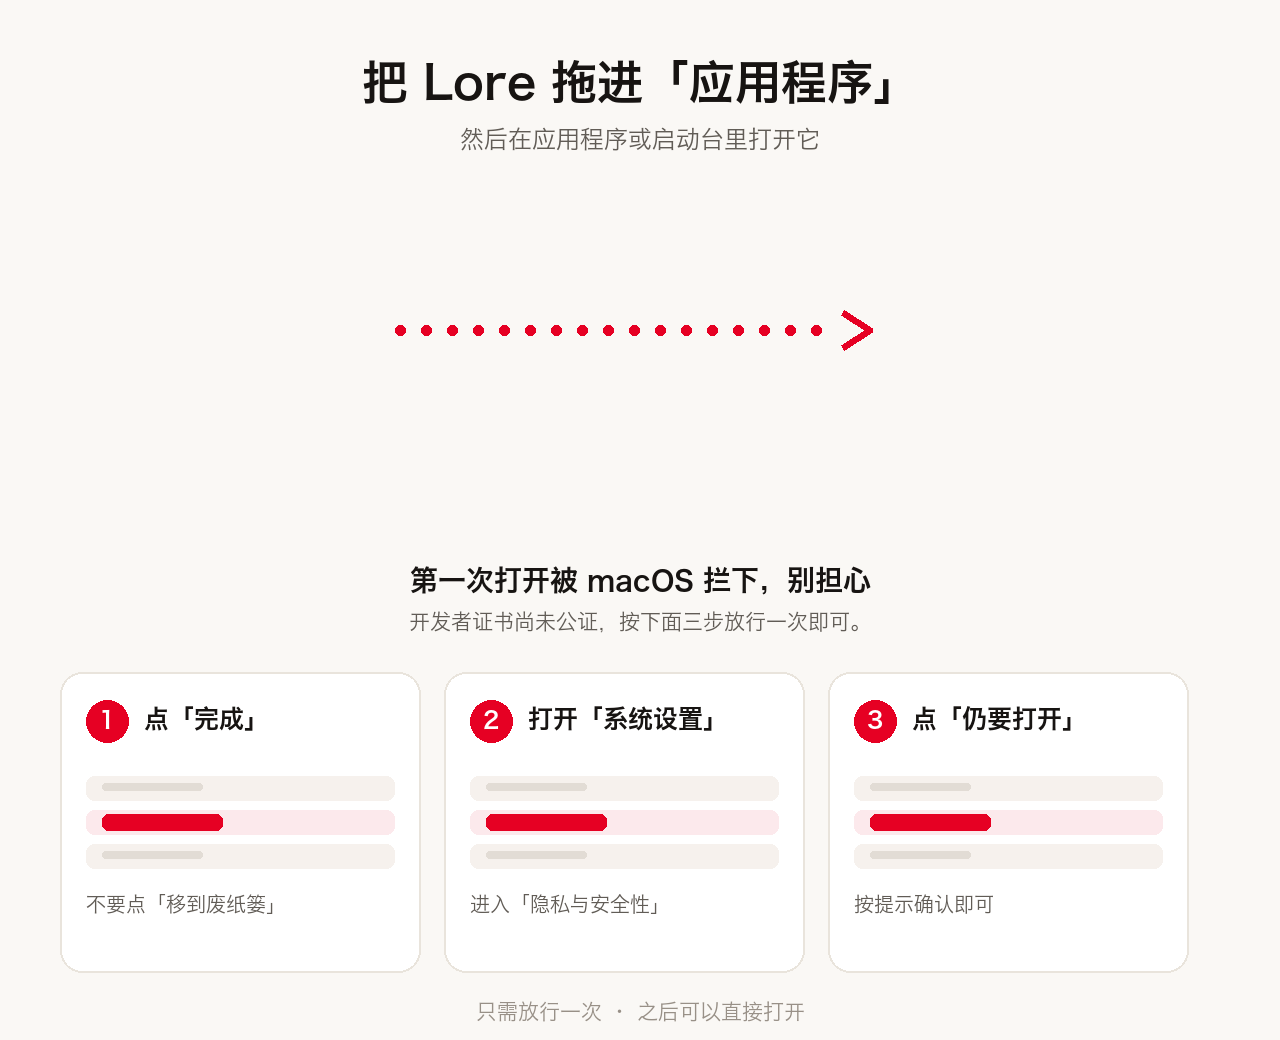 把 Lore 拖进「应用程序」
然后在应用程序或启动台里打开它
第一次打开被 macOS 拦下，别担心
开发者证书尚未公证，按下面三步放行一次即可。
1 点「完成」
不要点「移到废纸篓」
2 打开「系统设置」
进入「隐私与安全性」
3 点「仍要打开」
按提示确认即可
只需放行一次 · 之后可以直接打开